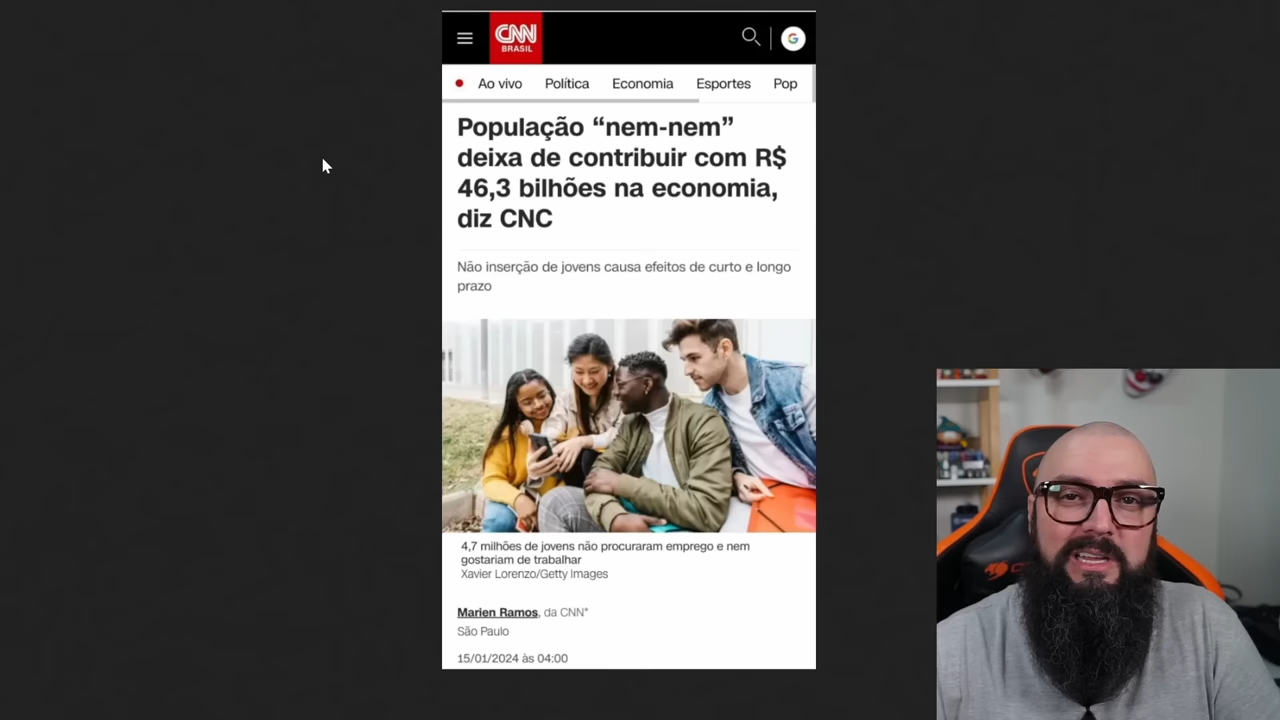 CNN
BRASIL
Ao vivo Política Economia Esportes Pop
População “nem-nem”
deixa de contribuir com R$
46,3 bilhões na economia,
diz CNC
Não inserção de jovens causa efeitos de curto e longo
prazo
4,7 milhões de jovens não procuraram emprego e nem
gostariam de trabalhar
Xavier Lorenzo/Getty Images
Marien Ramos, da CNN*
São Paulo
15/01/2024 às 04:00